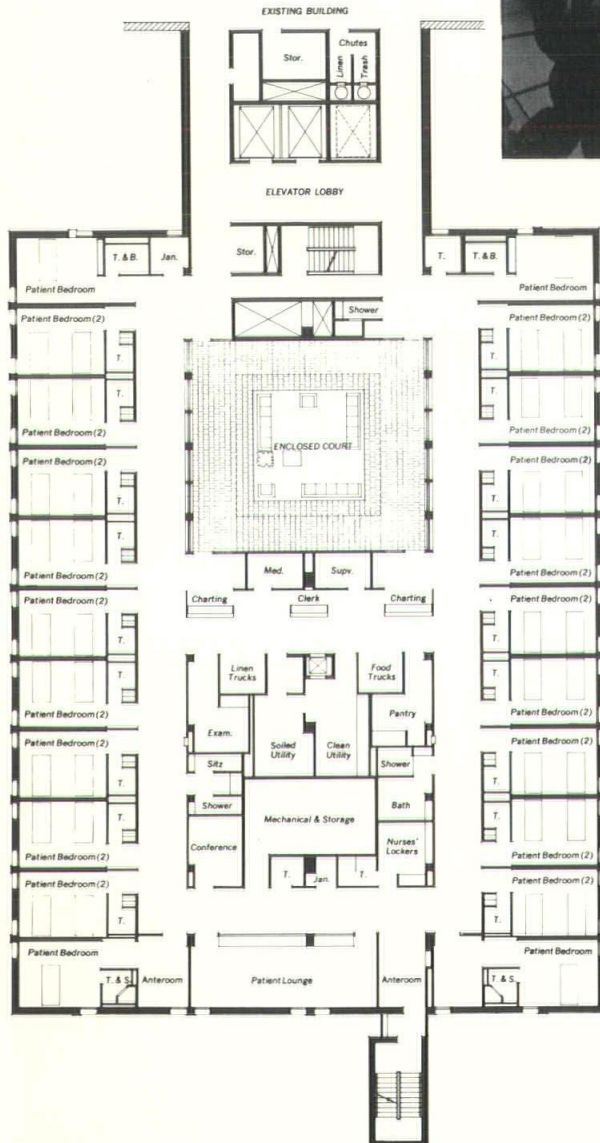 EXISTING BUILDING
Stor.
Chutes
Linen
Trash
ELEVATOR LOBBY
Stor.
T. & B.
Jan.
T.
T. & B.
Patient Bedroom
Patient Bedroom
Shower
Patient Bedroom (2)
Patient Bedroom (2)
T.
T.
T.
T.
Patient Bedroom (2)
Patient Bedroom (2)
ENCLOSED COURT
Patient Bedroom (2)
Patient Bedroom (2)
T.
T.
T.
T.
Patient Bedroom (2)
Patient Bedroom (2)
Med.
Supv.
Patient Bedroom (2)
Charting
Clerk
Charting
Patient Bedroom (2)
T.
T.
Linen
Trucks
Food
Trucks
T.
T.
Patient Bedroom (2)
Patient Bedroom (2)
Exam.
Pantry
Soiled
Utility
Clean
Utility
Patient Bedroom (2)
Sitz
Shower
Patient Bedroom (2)
T.
T.
Shower
Bath
Mechanical & Storage
T.
T.
Conference
Nurses'
Lockers
Patient Bedroom (2)
Patient Bedroom (2)
T.
Jan.
T.
Patient Bedroom (2)
Patient Bedroom (2)
T.
T.
Patient Bedroom
Patient Bedroom
T. & S.
Anteroom
Patient Lounge
Anteroom
T. & S.